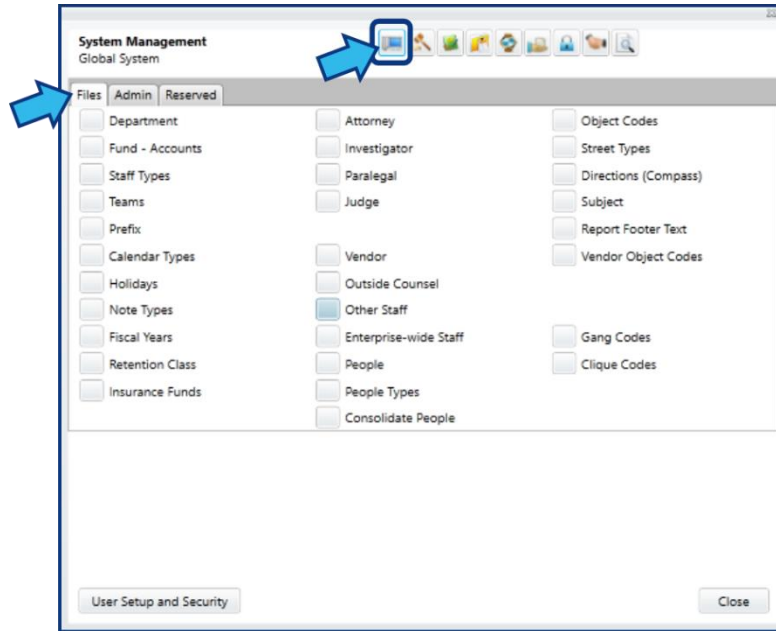 System Management
Global System
Files Admin Reserved
Department Attorney Object Codes
Fund - Accounts Investigator Street Types
Staff Types Paralegal Directions (Compass)
Teams Judge Subject
Prefix Report Footer Text
Calendar Types Vendor Vendor Object Codes
Holidays Outside Counsel
Note Types Other Staff
Fiscal Years Enterprise-wide Staff Gang Codes
Retention Class People Clique Codes
Insurance Funds People Types
Consolidate People
User Setup and Security Close